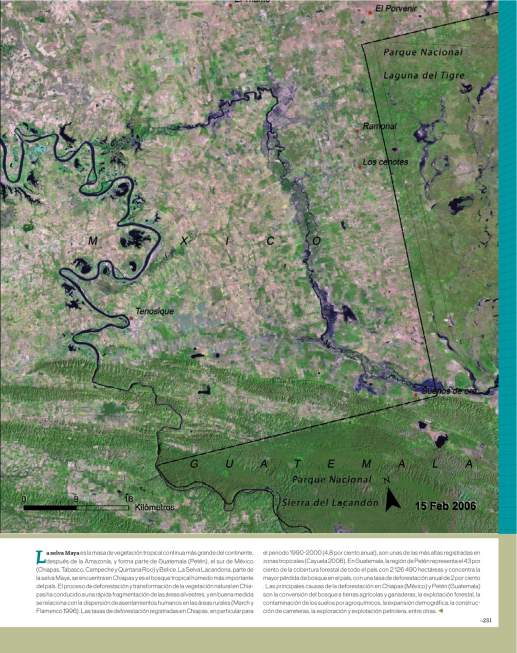 El Porvenir
Parque Nacional
Laguna del Tigre
Ramonal
Los cenotes
M X I C O
Tenosique
G U A T E M A L A
Parque Nacional
N
Sierra del Lacandón
15 Feb 2006
0 9 18
Kilómetros
La selva Maya es la masa de vegetación tropical continua más grande del continente,
después de la Amazonia, y forma parte de Guatemala (Petén), el sur de México
(Chiapas, Tabasco, Campeche y Quintana Roo) y Belice. La Selva Lacandona, parte de
la selva Maya, se encuentra en Chiapas y es el bosque tropical húmedo más importante
del país. El proceso de deforestación y transformación de la vegetación natural en Chia-
pas ha conducido a una rápida fragmentación de las áreas silvestres, y en buena medida
se relaciona con la dispersión de asentamientos humanos en las áreas rurales (March y
Flamenco 1996). Las tasas de deforestación registradas en Chiapas, en particular para
el periodo 1990-2000 (4.8 por ciento anual), son unas de las más altas registradas en
zonas tropicales (Cayuela 2006). En Guatemala, la región de Petén representa el 43 por
ciento de la cobertura forestal de todo el país, con 2 126 490 hectáreas y concentra la
mayor pérdida de bosque en el país, con una tasa de deforestación anual de 2 por ciento.
Las principales causas de la deforestación en Chiapas (México) y Petén (Guatemala)
son la conversión del bosque a tierras agrícolas y ganaderas, la explotación forestal, la
contaminación de los suelos por agroquímicos, la expansión demográfica, la construc-
ción de carreteras, la exploración y explotación petrolera, entre otras.
231